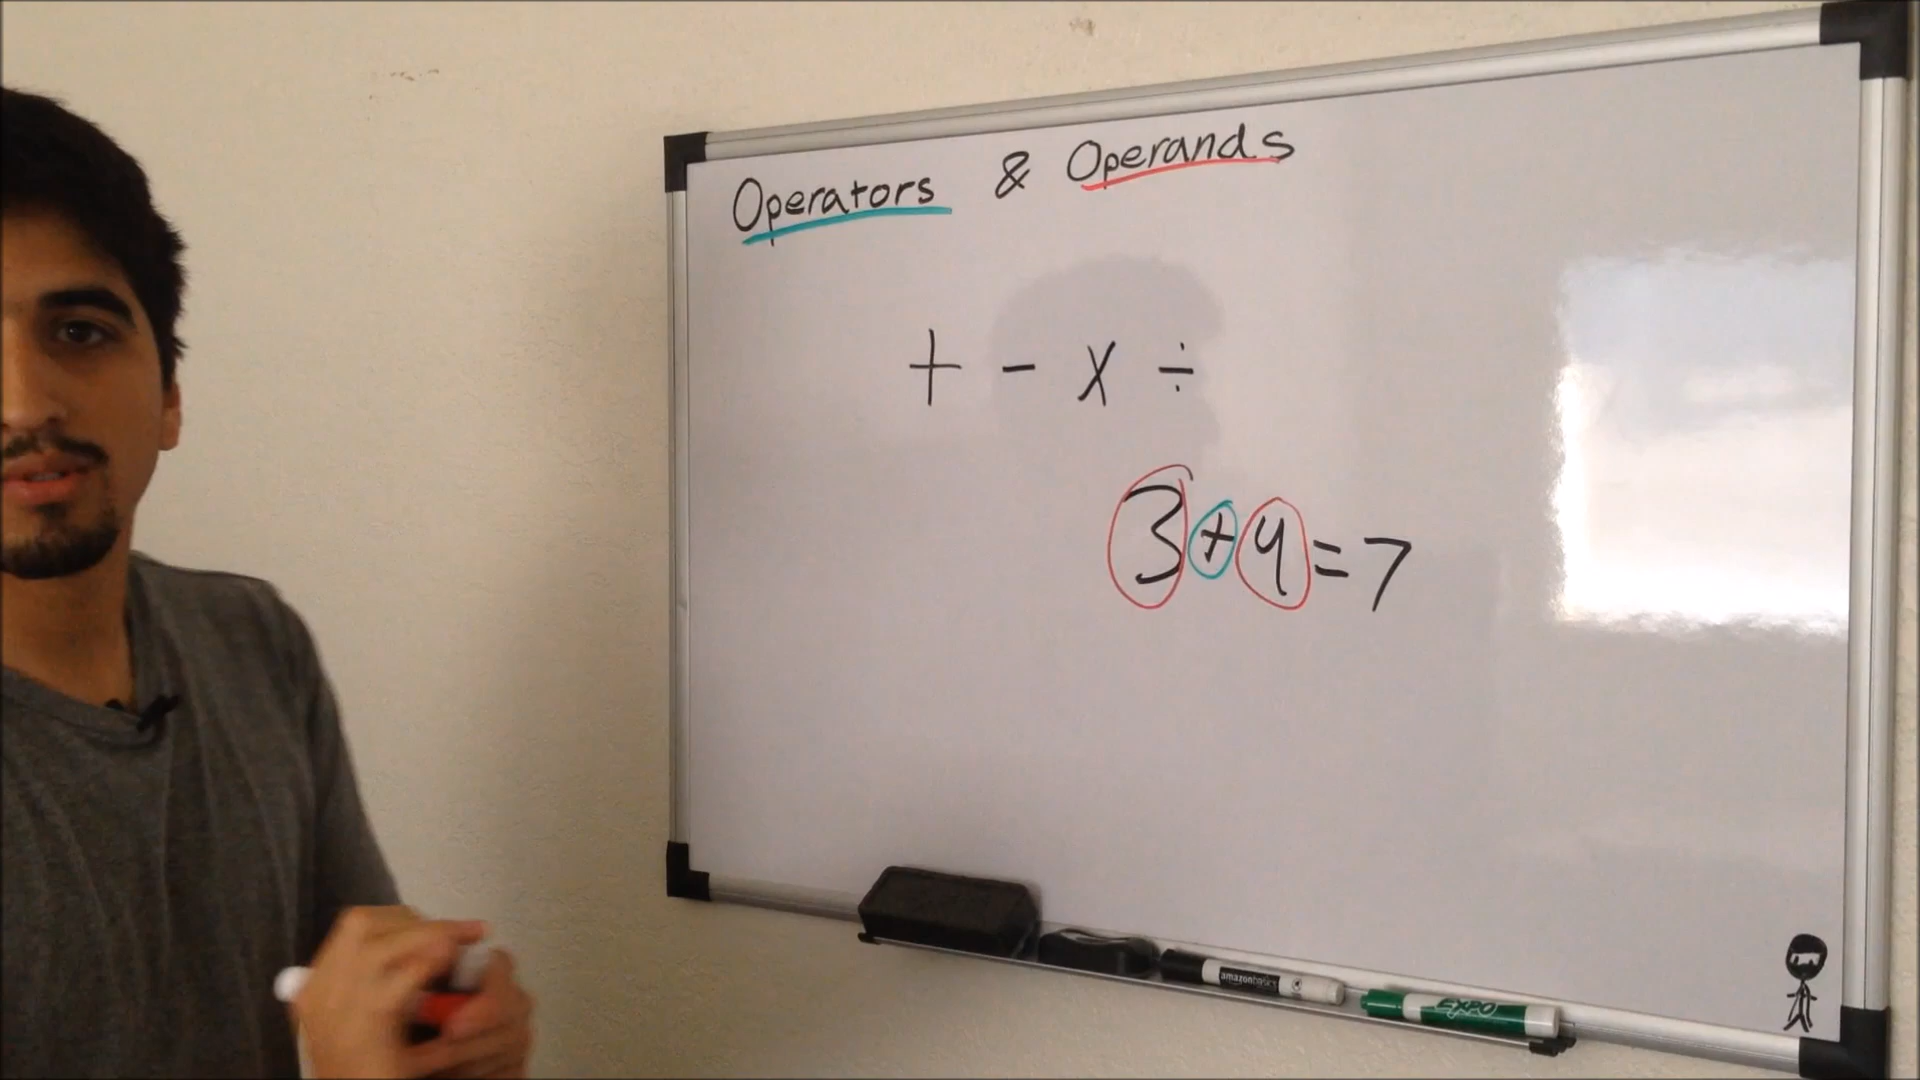 Operators & Operands
+ - x ÷
3+4=7
amazonbasics
EXPO